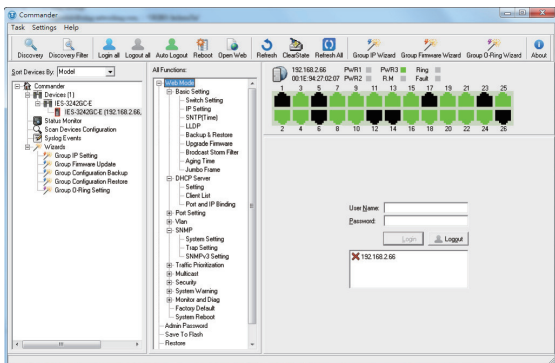 Commander
Task Settings Help
Discovery Discovery Filter Login all Logout all Auto Logout Reboot Open Web Refresh ClearState Refresh All Group IP Wizard Group Firmware Wizard Group O-Ring Wizard About
Sort Devices By: Model
Commander
Devices (1)
IES-3242GC-E
IES-3242GC-E (192.168.2.66,
Status Monitor
Scan Devices Configuration
Syslog Events
Wizards
Group IP Setting
Group Firmware Update
Group Configuration Backup
Group Configuration Restore
Group O-Ring Setting
All Functions:
Web Mode
Basic Setting
Switch Setting
IP Setting
SNTP(Time)
LLDP
Backup & Restore
Upgrade Firmware
Brodcast Storm Filter
Aging Time
Jumbo Frame
DHCP Server
Setting
Client List
Port and IP Binding
Port Setting
Vlan
SNMP
System Setting
Trap Setting
SNMPv3 Setting
Traffic Prioritization
Multicast
Security
System Warning
Monitor and Diag
Factory Default
System Reboot
Admin Password
Save To Flash
Restore
192.168.2.66 PWR1 PWR3 Ring
00:1E:94:27:02:07 PWR2 R.M Fault
1 3 5 7 9 11 13 15 17 19 21 23 25
2 4 6 8 10 12 14 16 18 20 22 24 26
User Name:
Password:
Login Logout
192.168.2.66